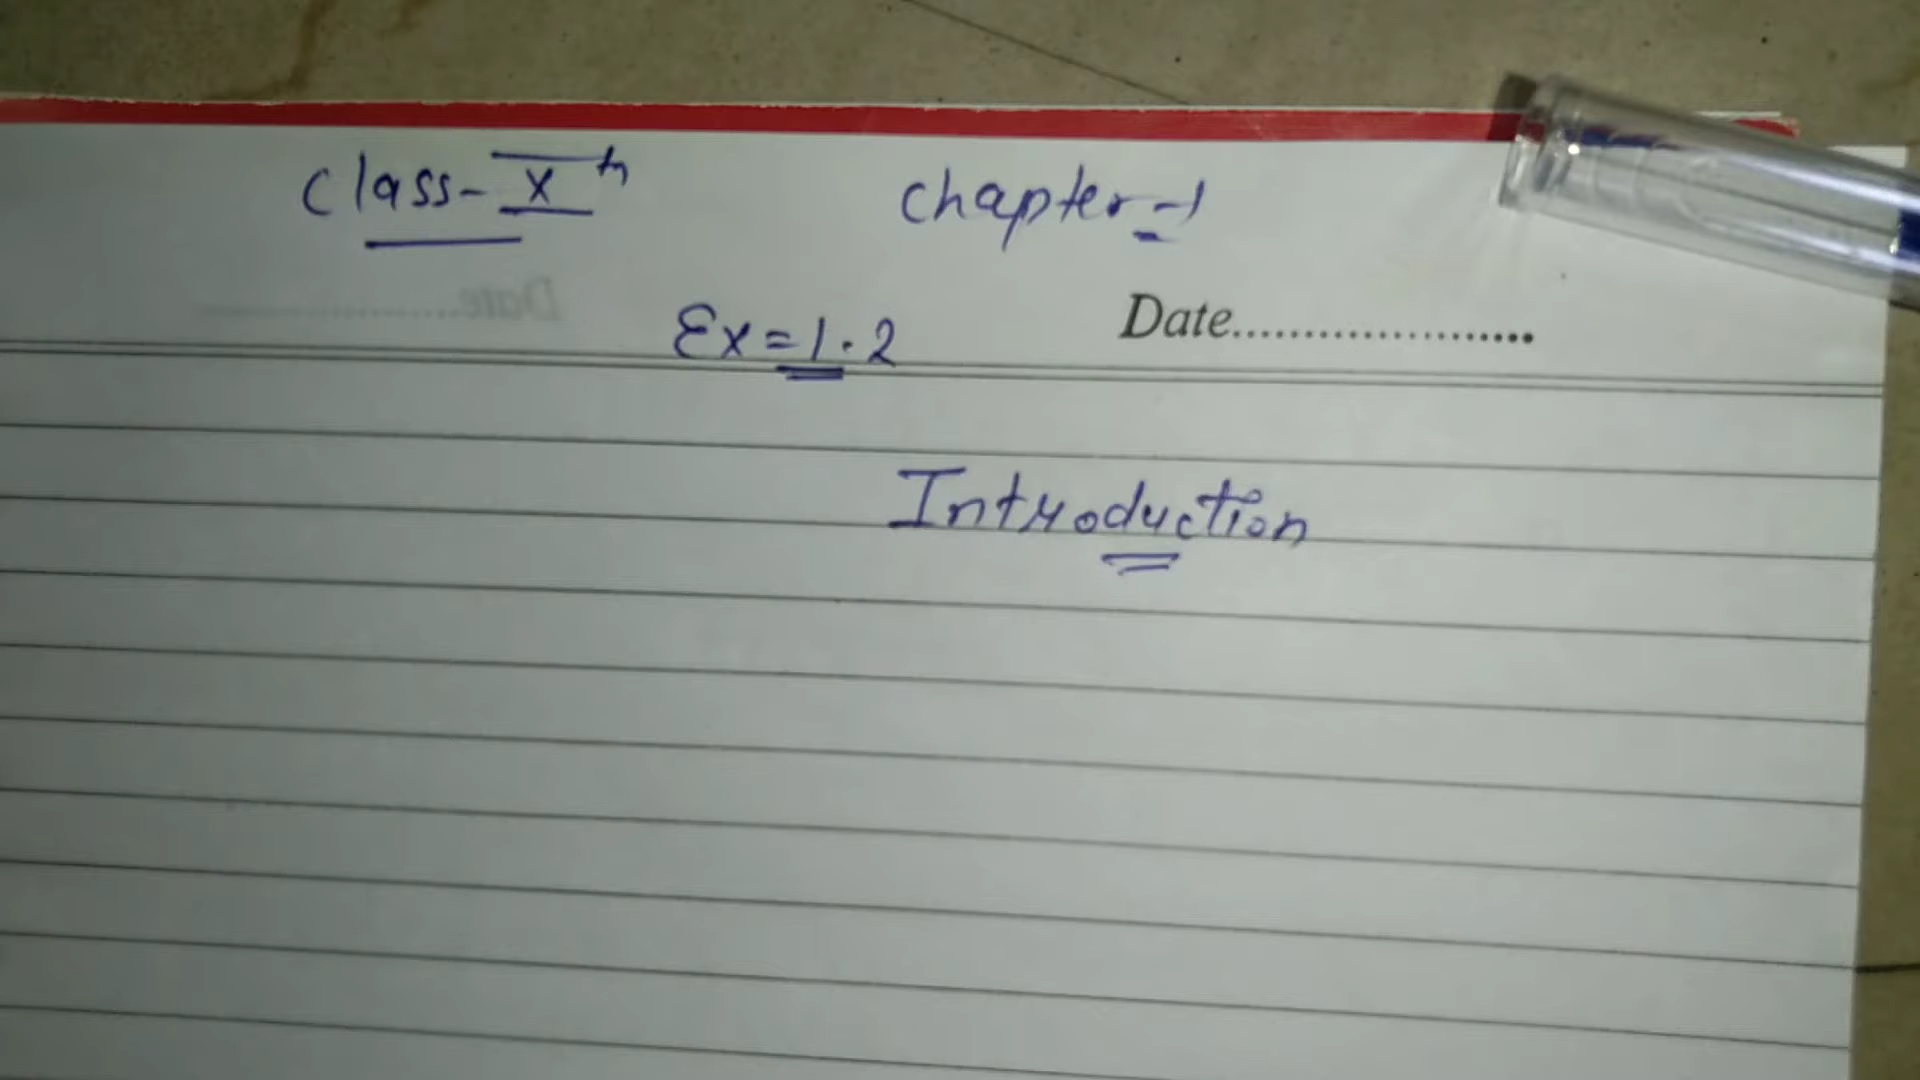 Class-Xth Chapter-1
Date....................
Ex=1.2
Introduction